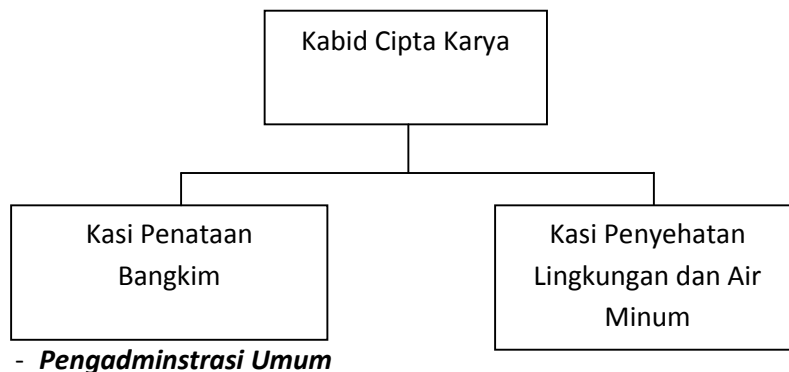 Kabid Cipta Karya
Kasi Penataan
Bangkim
Kasi Penyehatan
Lingkungan dan Air
Minum
- Pengadminstrasi Umum